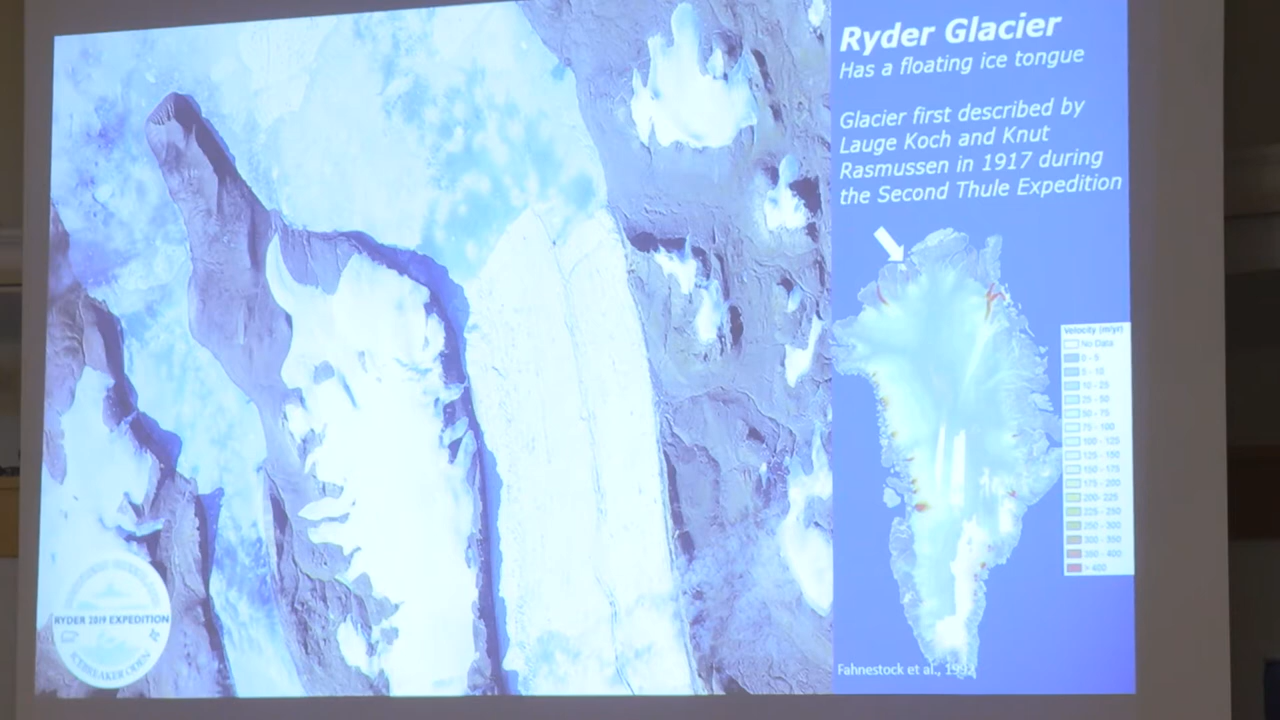 Ryder Glacier
Has a floating ice tongue
Glacier first described by
Lauge Koch and Knut
Rasmussen in 1917 during
the Second Thule Expedition
Velocity (m/yr)
No Data
0 - 5
5 - 10
10 - 25
25 - 50
50 - 75
75 - 100
100 - 125
125 - 150
150 - 175
175 - 200
200- 225
225 - 250
250 - 300
300 - 350
350 - 400
> 400
RYDER 2019 EXPEDITION
ICEBREAKER ODEN
Fahnestock et al.,